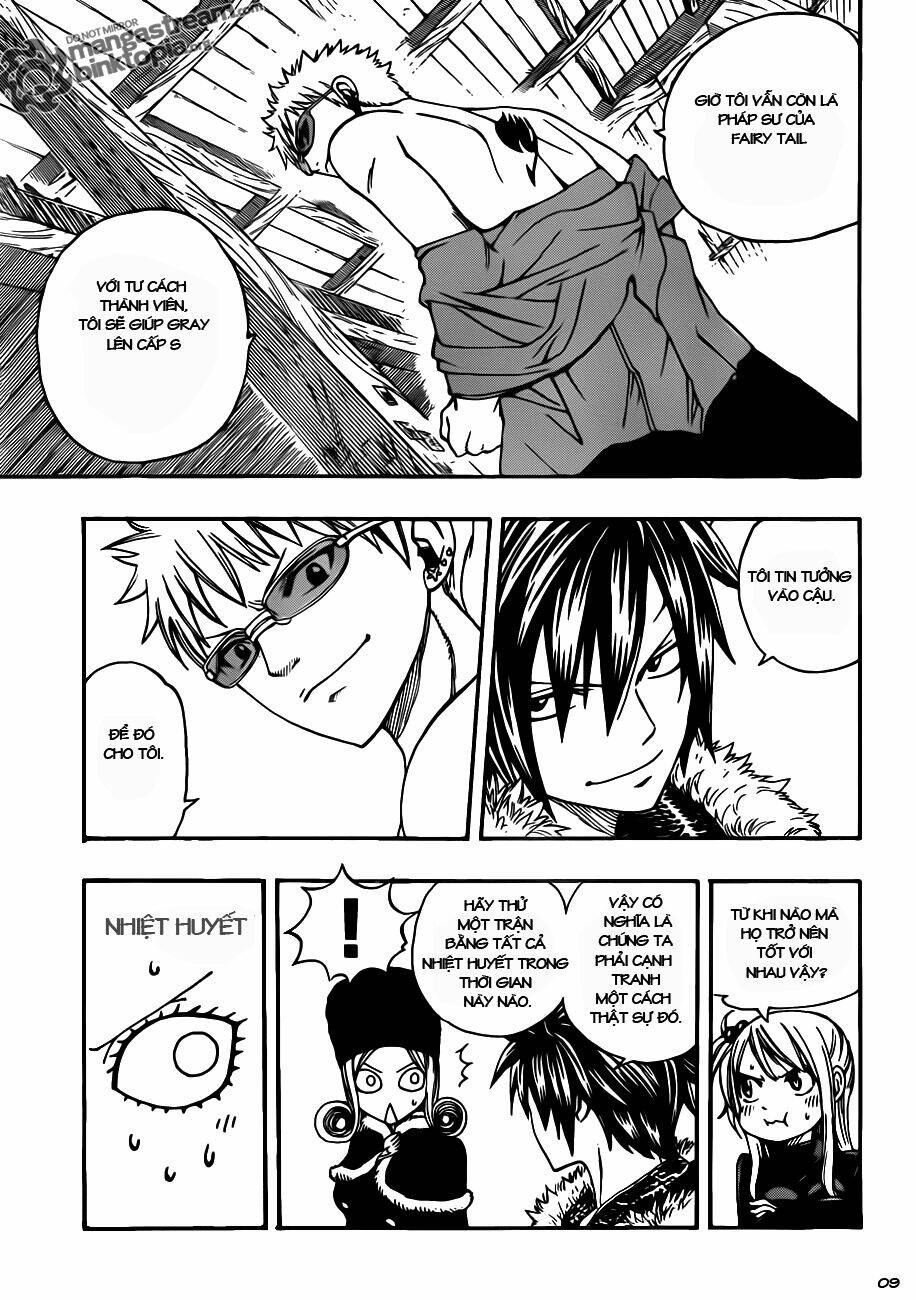 DO NOT MIRROR
mangastream.com
binktopia.org
GIỜ TÔI VẪN CÒN LÀ
PHÁP SƯ CỦA
FAIRY TAIL.
VỚI TƯ CÁCH
THÀNH VIÊN,
TÔI SẼ GIÚP GRAY
LÊN CẤP S
TÔI TIN TƯỞNG
VÀO CẬU.
ĐỂ ĐÓ
CHO TÔI.
TỪ KHI NÀO MÀ
HỌ TRỞ NÊN
TỐT VỚI
NHAU VẬY?
VẬY CÓ
NGHĨA LÀ
CHÚNG TA
PHẢI CẠNH
TRANH
MỘT CÁCH
THẬT SỰ ĐÓ.
HÃY THỬ
MỘT TRẬN
BẰNG TẤT CẢ
NHIỆT HUYẾT TRONG
THỜI GIAN
NÀY NÀO.
!
NHIỆT HUYẾT
09